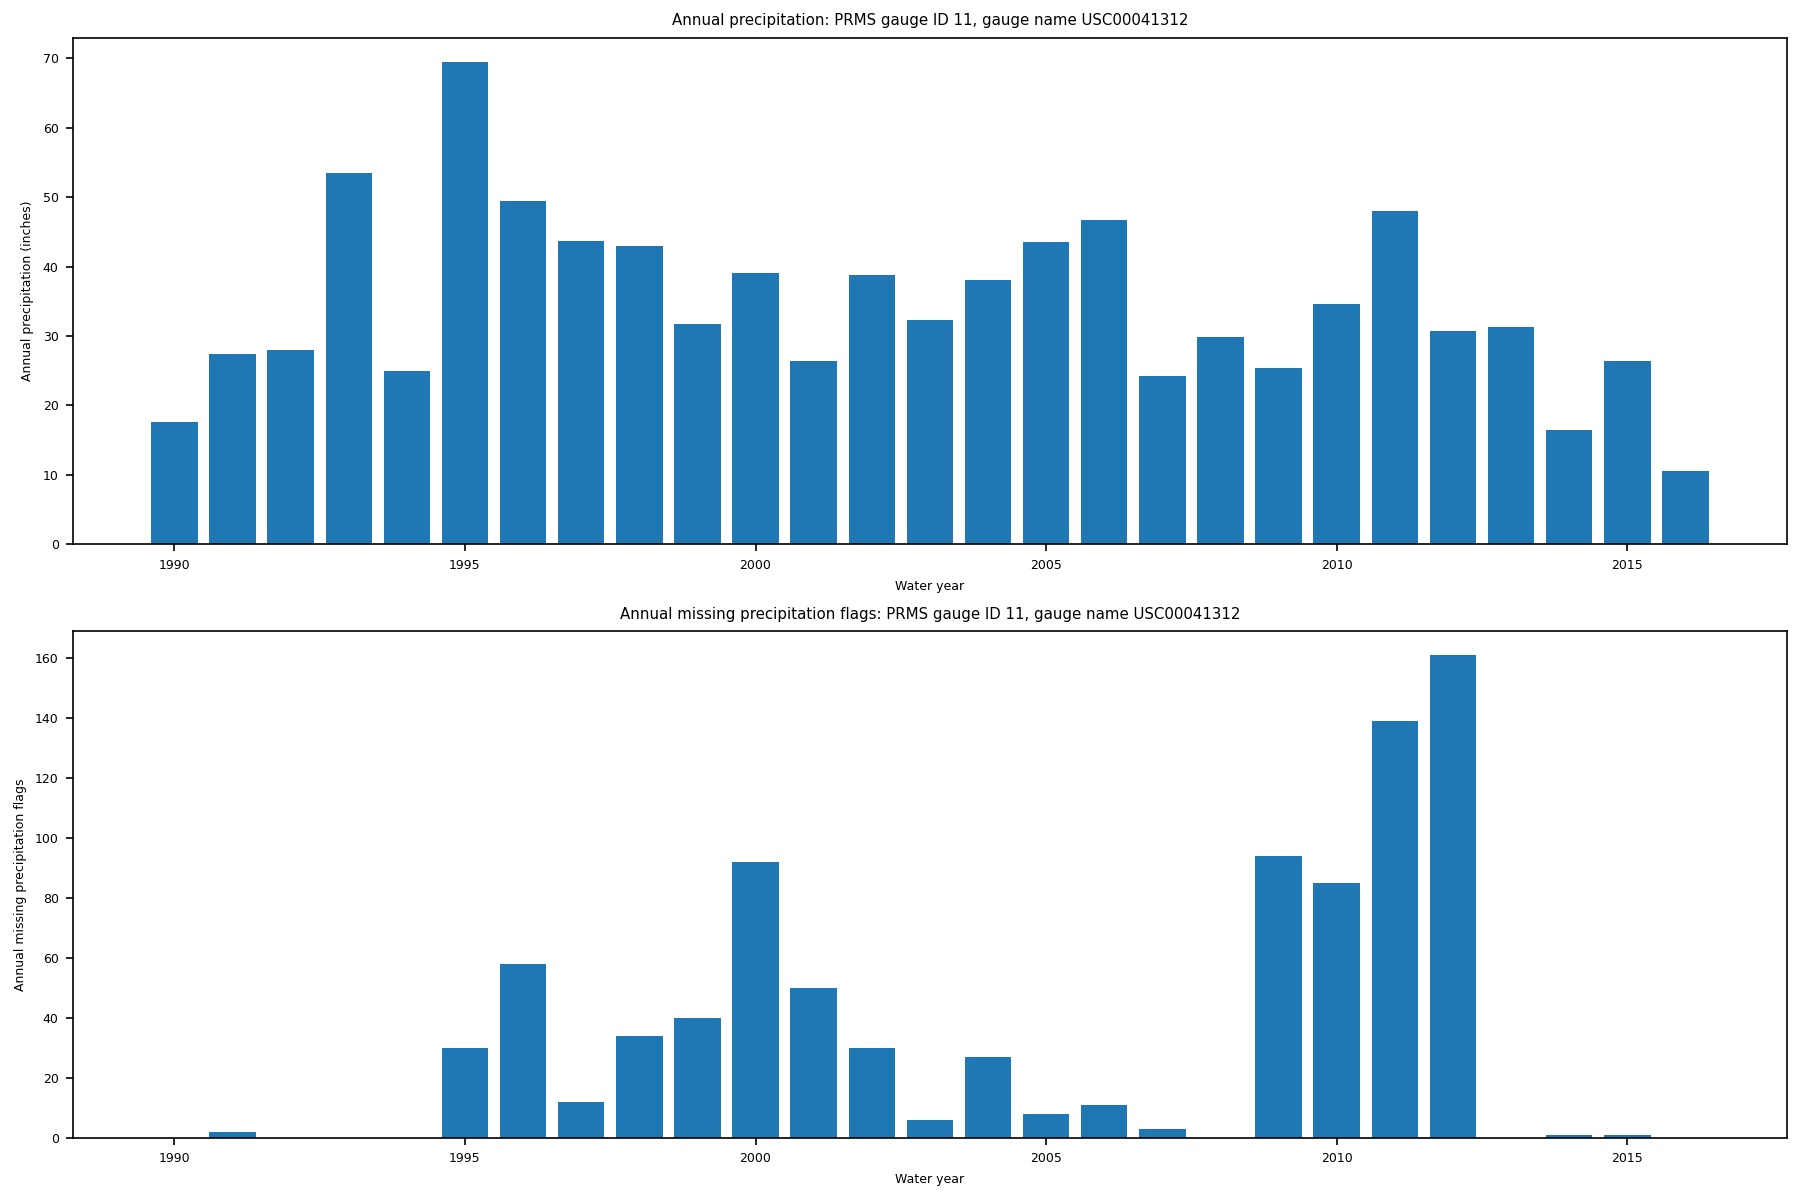 Annual precipitation: PRMS gauge ID 11, gauge name USC00041312
70
60
50
40
30
20
10
0
Annual precipitation (inches)
1990 1995 2000 2005 2010 2015
Water year
Annual missing precipitation flags: PRMS gauge ID 11, gauge name USC00041312
160
140
120
100
80
60
40
20
0
Annual missing precipitation flags
1990 1995 2000 2005 2010 2015
Water year